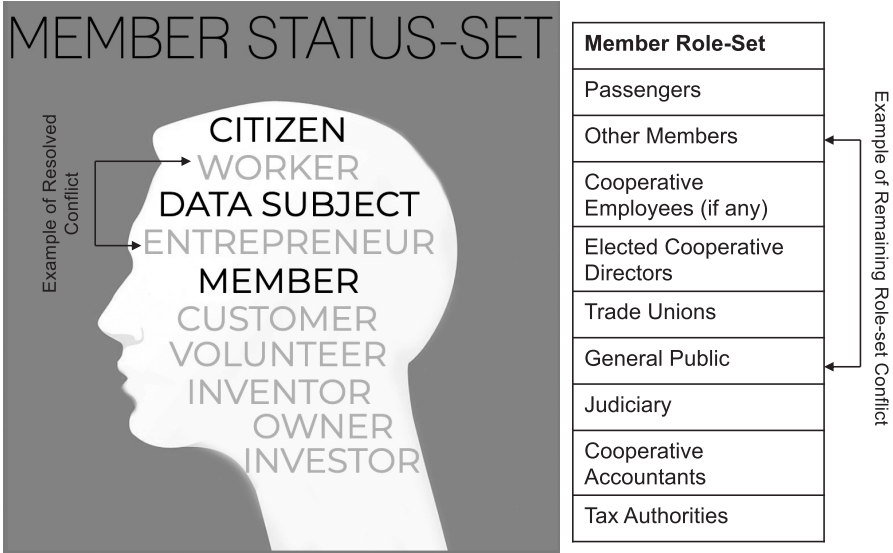 MEMBER STATUS-SET
Example of Resolved
Conflict
CITIZEN
WORKER
DATA SUBJECT
ENTREPRENEUR
MEMBER
CUSTOMER
VOLUNTEER
INVENTOR
OWNER
INVESTOR
Member Role-Set
Passengers
Other Members
Cooperative
Employees (if any)
Elected Cooperative
Directors
Trade Unions
General Public
Judiciary
Cooperative
Accountants
Tax Authorities
Example of Remaining Role-set Conflict